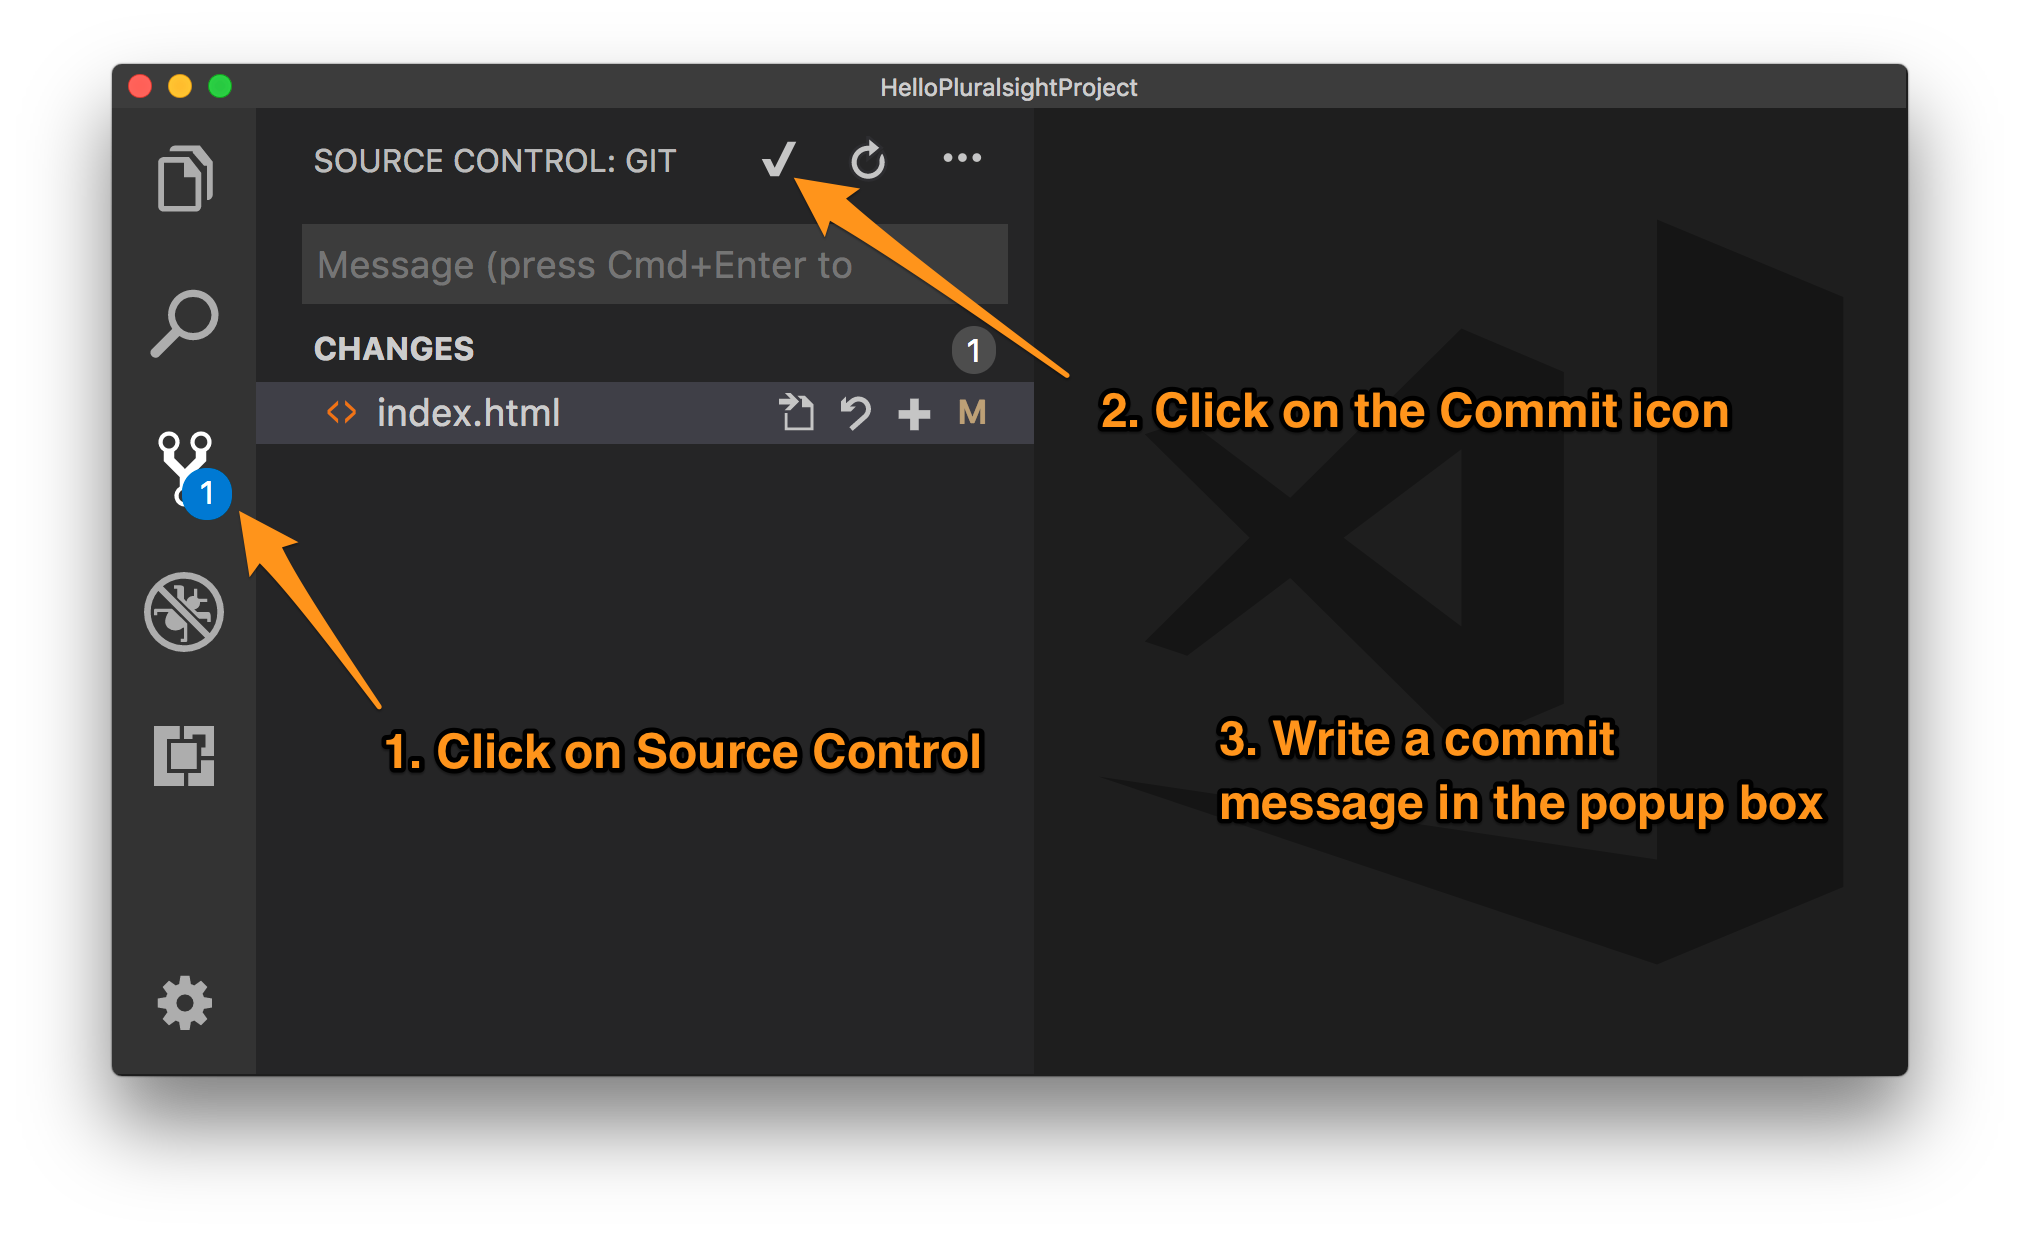 HelloPluralsightProject
SOURCE CONTROL: GIT
Message (press Cmd+Enter to
CHANGES
1
index.html
M
1
2. Click on the Commit icon
1. Click on Source Control
3. Write a commit
message in the popup box